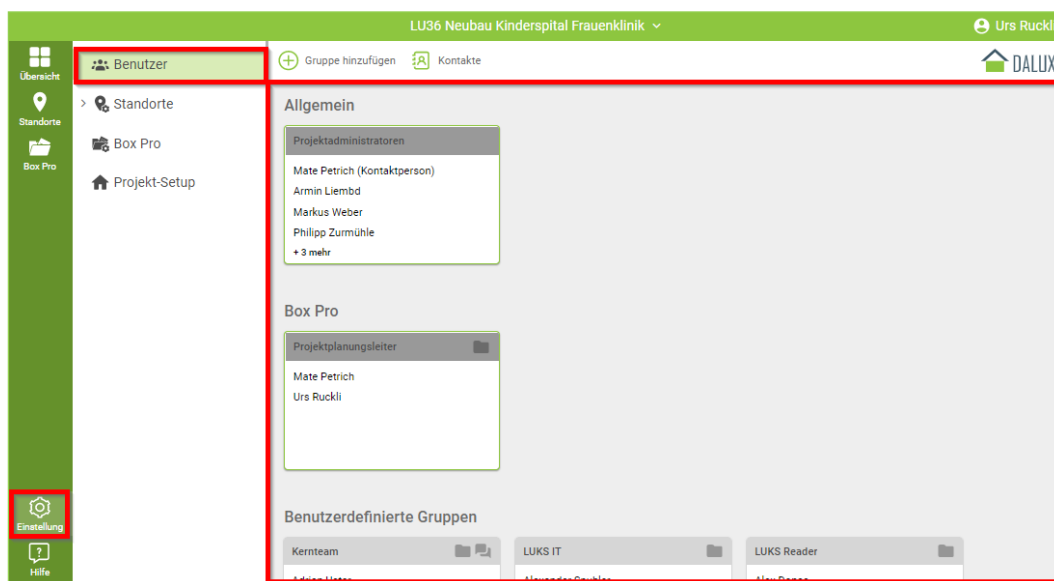 LU36 Neubau Kinderspital Frauenklinik
Urs Ruckli
Übersicht
Standorte
Box Pro
Einstellung
Hilfe
Benutzer
Standorte
Box Pro
Projekt-Setup
Gruppe hinzufügen
Kontakte
DALUX
Allgemein
Projektadministratoren
Mate Petrich (Kontaktperson)
Armin Liembd
Markus Weber
Philipp Zurmühle
+ 3 mehr
Box Pro
Projektplanungsleiter
Mate Petrich
Urs Ruckli
Benutzerdefinierte Gruppen
Kernteam
LUKS IT
LUKS Reader